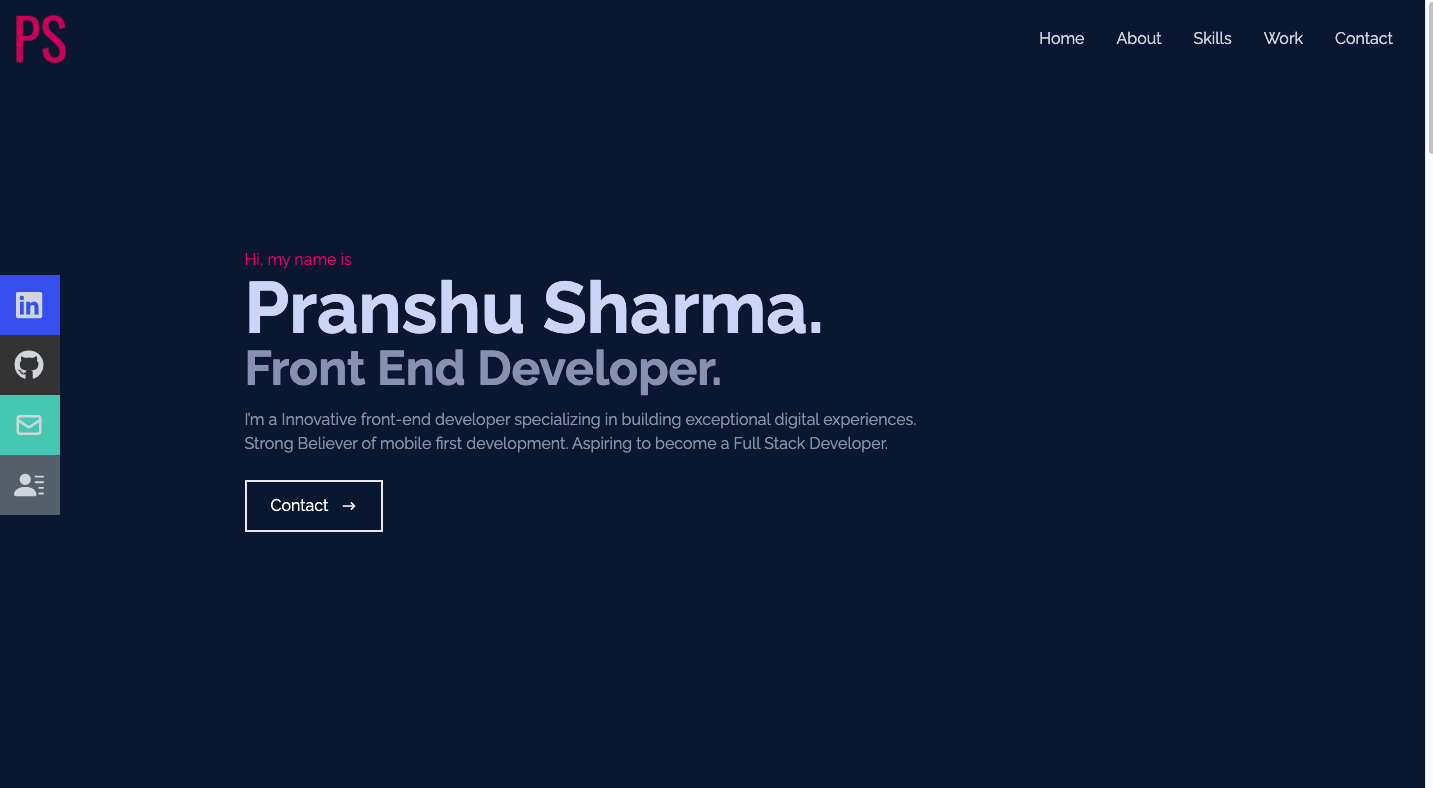 PS
Home About Skills Work Contact
Hi, my name is
Pranshu Sharma.
Front End Developer.
I'm a Innovative front-end developer specializing in building exceptional digital experiences.
Strong Believer of mobile first development. Aspiring to become a Full Stack Developer.
Contact →
in